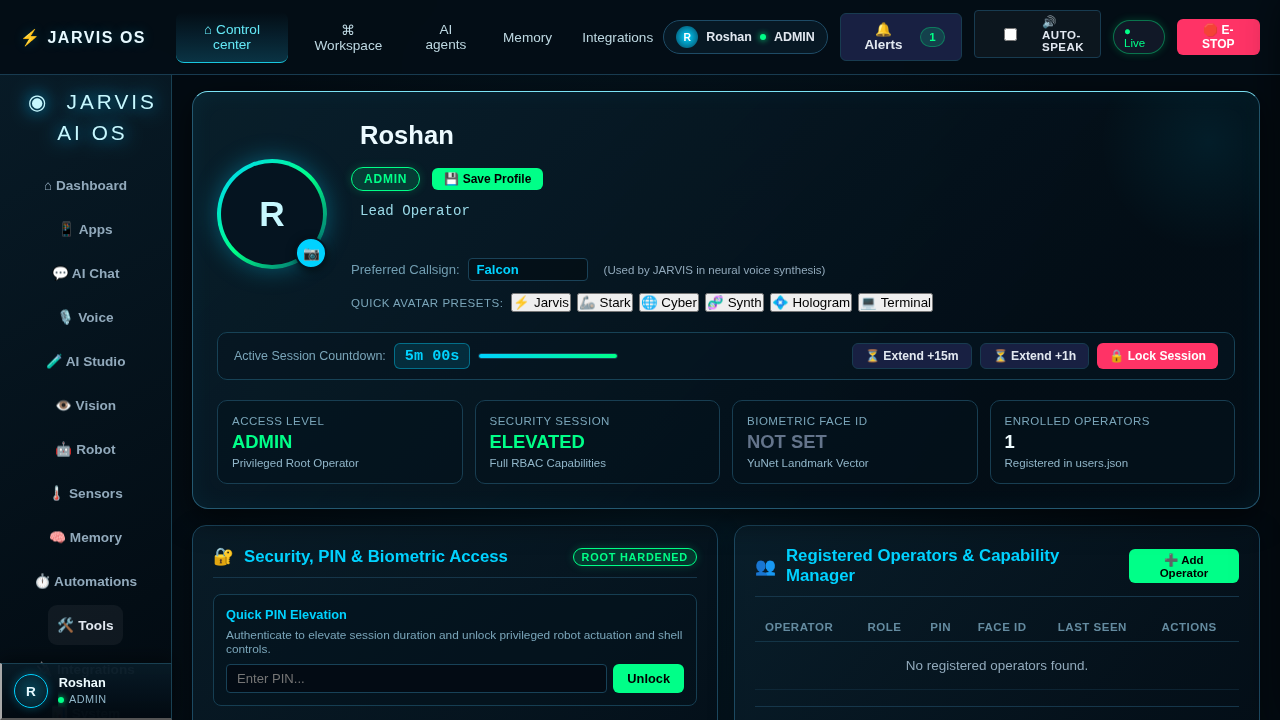 ⚡ JARVIS OS
⌂ Control center
⌘ Workspace
AI agents
Memory
Integrations
R Roshan ● ADMIN
🔔 Alerts 1
🔊 AUTO-SPEAK
● Live
🛑 E-STOP
◉ JARVIS AI OS
⌂ Dashboard
📱 Apps
💬 AI Chat
🎙️ Voice
🧪 AI Studio
👁️ Vision
🤖 Robot
🌡️ Sensors
🧠 Memory
⏱️ Automations
🛠️ Tools
Integrations
R
Roshan
● ADMIN
Roshan
ADMIN
💾 Save Profile
R
📷
Lead Operator
Preferred Callsign: Falcon (Used by JARVIS in neural voice synthesis)
QUICK AVATAR PRESETS: ⚡ Jarvis 🦾 Stark 🌐 Cyber 🧬 Synth 💠 Hologram 💻 Terminal
Active Session Countdown: 5m 00s
⏳ Extend +15m
⏳ Extend +1h
🔒 Lock Session
ACCESS LEVEL
ADMIN
Privileged Root Operator
SECURITY SESSION
ELEVATED
Full RBAC Capabilities
BIOMETRIC FACE ID
NOT SET
YuNet Landmark Vector
ENROLLED OPERATORS
1
Registered in users.json
🔐 Security, PIN & Biometric Access
ROOT HARDENED
Quick PIN Elevation
Authenticate to elevate session duration and unlock privileged robot actuation and shell
controls.
Enter PIN...
Unlock
👥 Registered Operators & Capability
Manager
➕ Add Operator
OPERATOR ROLE PIN FACE ID LAST SEEN ACTIONS
No registered operators found.